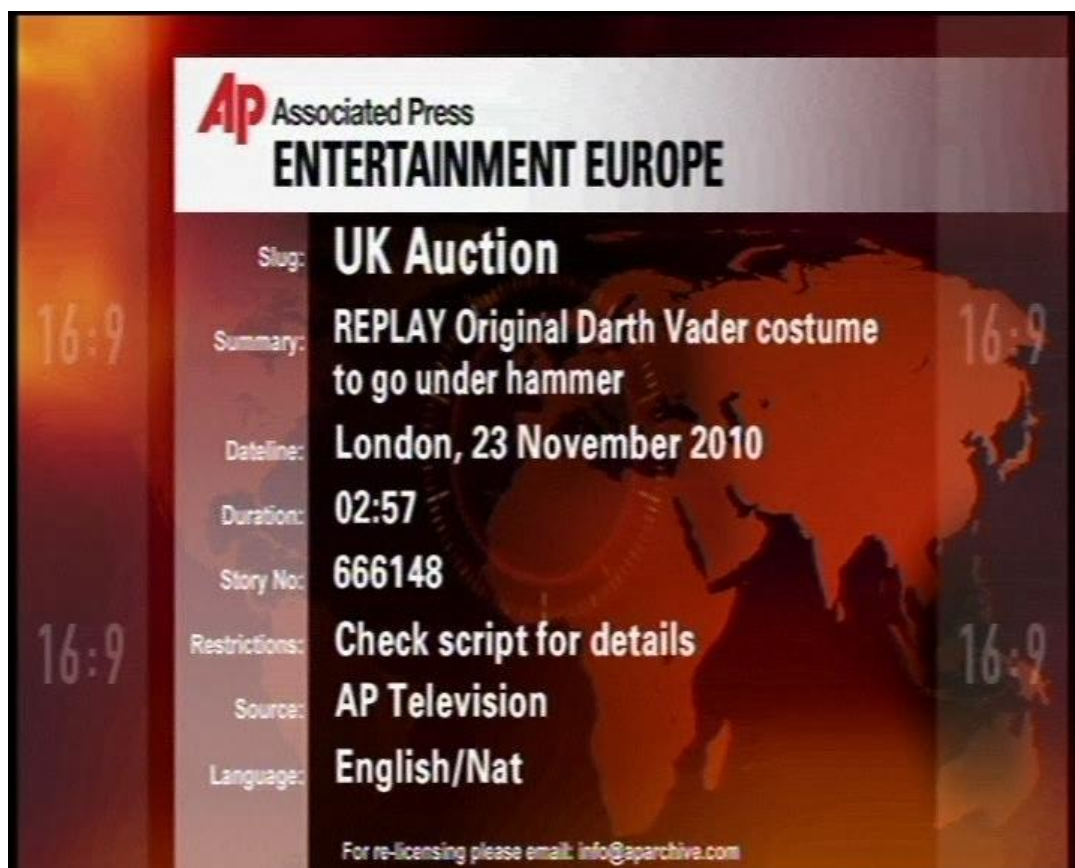 AP Associated Press
ENTERTAINMENT EUROPE
Slug: UK Auction
16:9
16:9
Summary: REPLAY Original Darth Vader costume
to go under hammer
Dateline: London, 23 November 2010
Duration: 02:57
Story No: 666148
16:9
16:9
Restrictions: Check script for details
Source: AP Television
Language: English/Nat
For re-licensing please email: info@aparchive.com